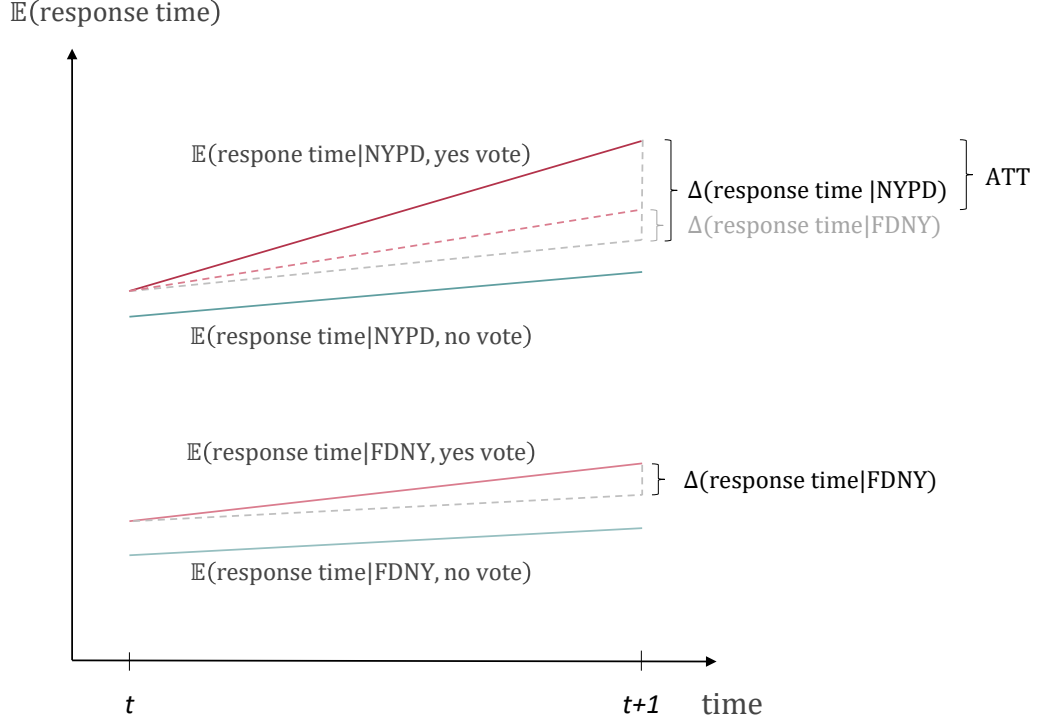 𝔼(response time)
𝔼(respone time|NYPD, yes vote)
ATT
Δ(response time |NYPD)
Δ(response time|FDNY)
𝔼(response time|NYPD, no vote)
𝔼(response time|FDNY, yes vote)
Δ(response time|FDNY)
𝔼(response time|FDNY, no vote)
t
t+1
time